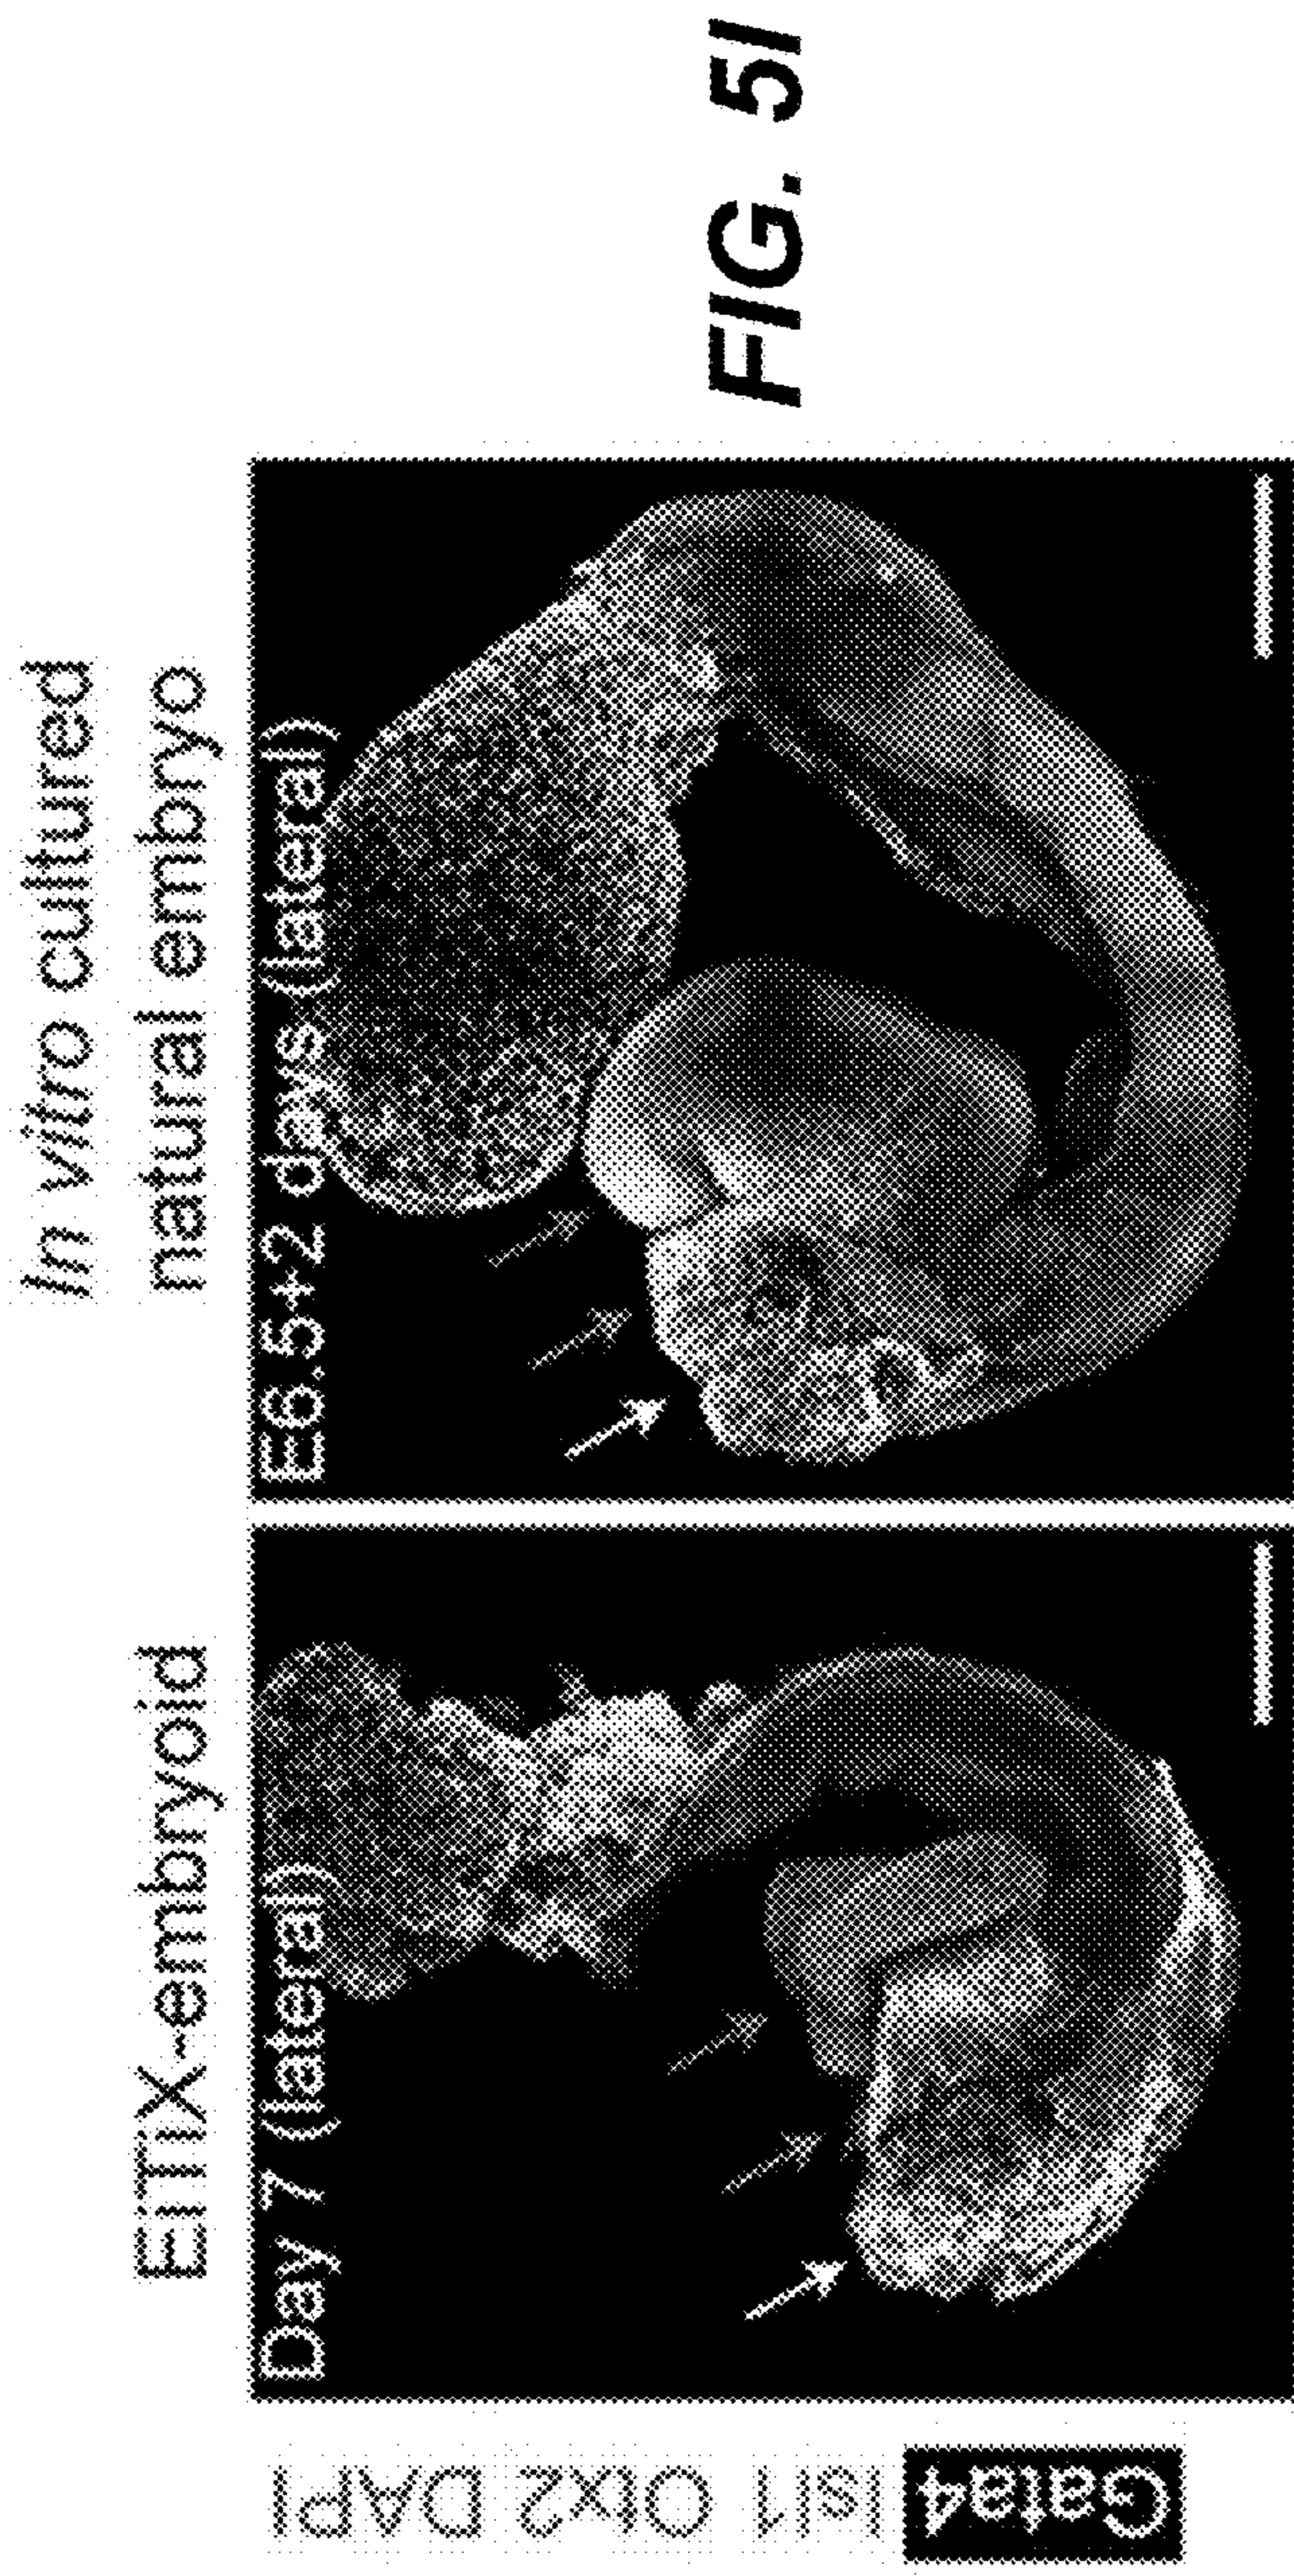 EiTiX-embryoid
In vitro cultured
natural embryo
Gata4 Isl1 Otx2 DAPI
Day 7 (lateral)
E6.5+2 days (lateral)
FIG. 5I